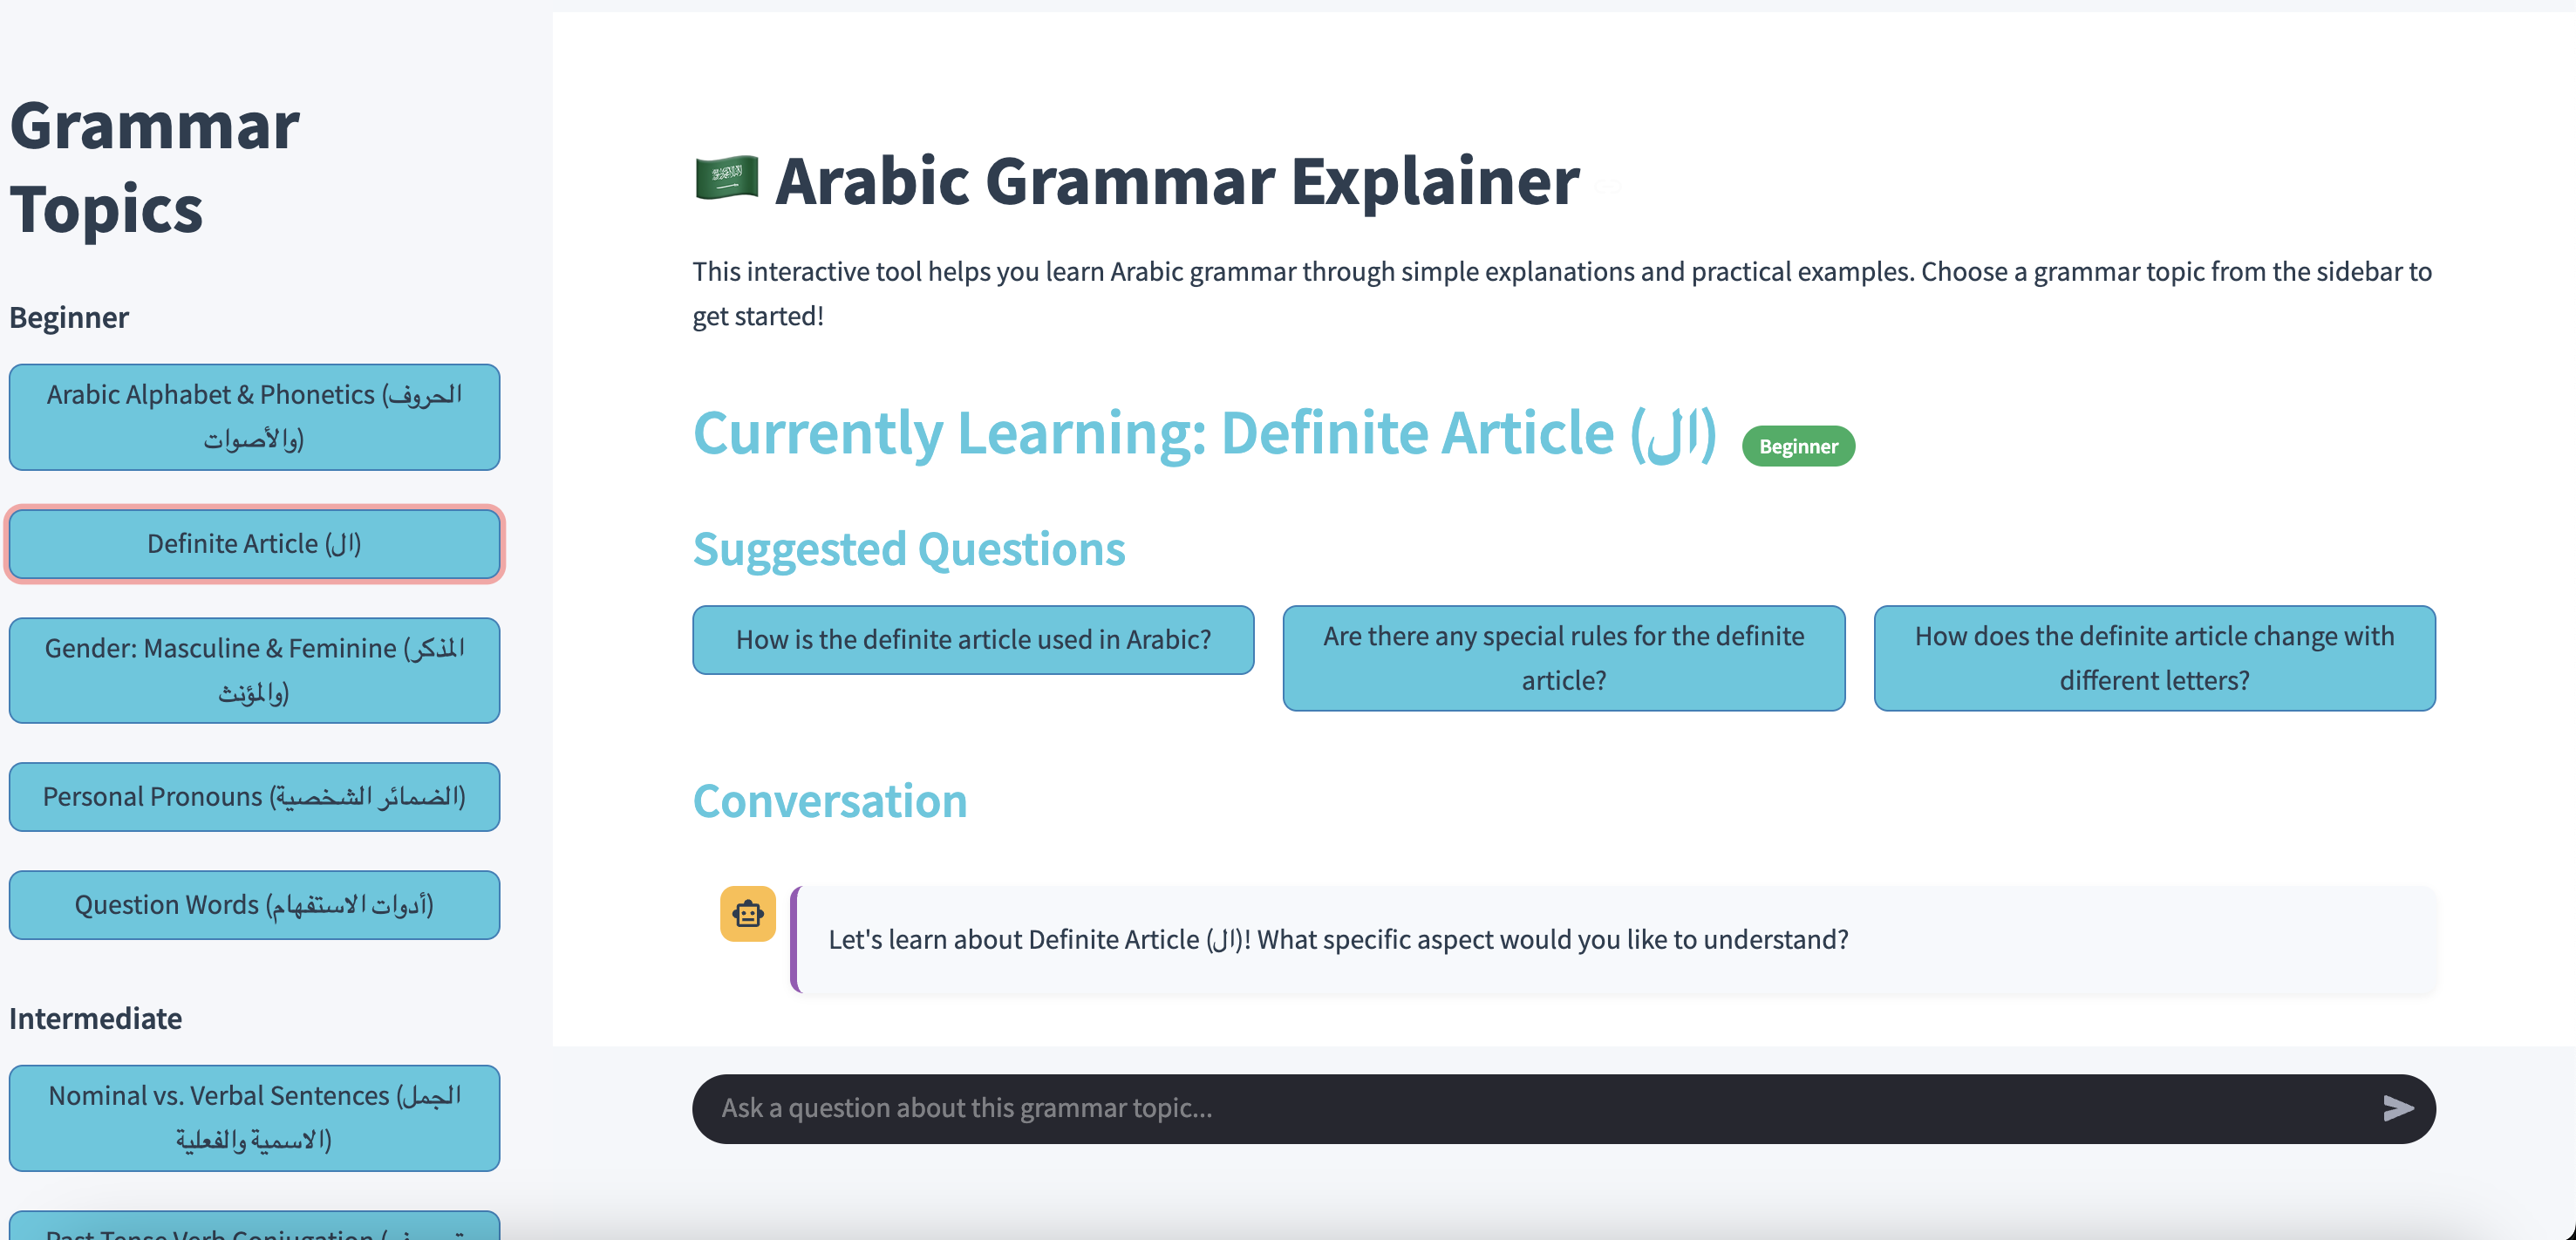 Grammar
Topics
Beginner
Arabic Alphabet & Phonetics (الحروف
والأصوات)
Definite Article (ال)
Gender: Masculine & Feminine (المذكر
والمؤنث)
Personal Pronouns (الضمائر الشخصية)
Question Words (أدوات الاستفهام)
Intermediate
Nominal vs. Verbal Sentences (الجمل
الاسمية والفعلية)
Past Tense Verb Conjugation
Arabic Grammar Explainer
This interactive tool helps you learn Arabic grammar through simple explanations and practical examples. Choose a grammar topic from the sidebar to
get started!
Currently Learning: Definite Article (ال) Beginner
Suggested Questions
How is the definite article used in Arabic?
Are there any special rules for the definite
article?
How does the definite article change with
different letters?
Conversation
Let's learn about Definite Article (ال)! What specific aspect would you like to understand?
Ask a question about this grammar topic...